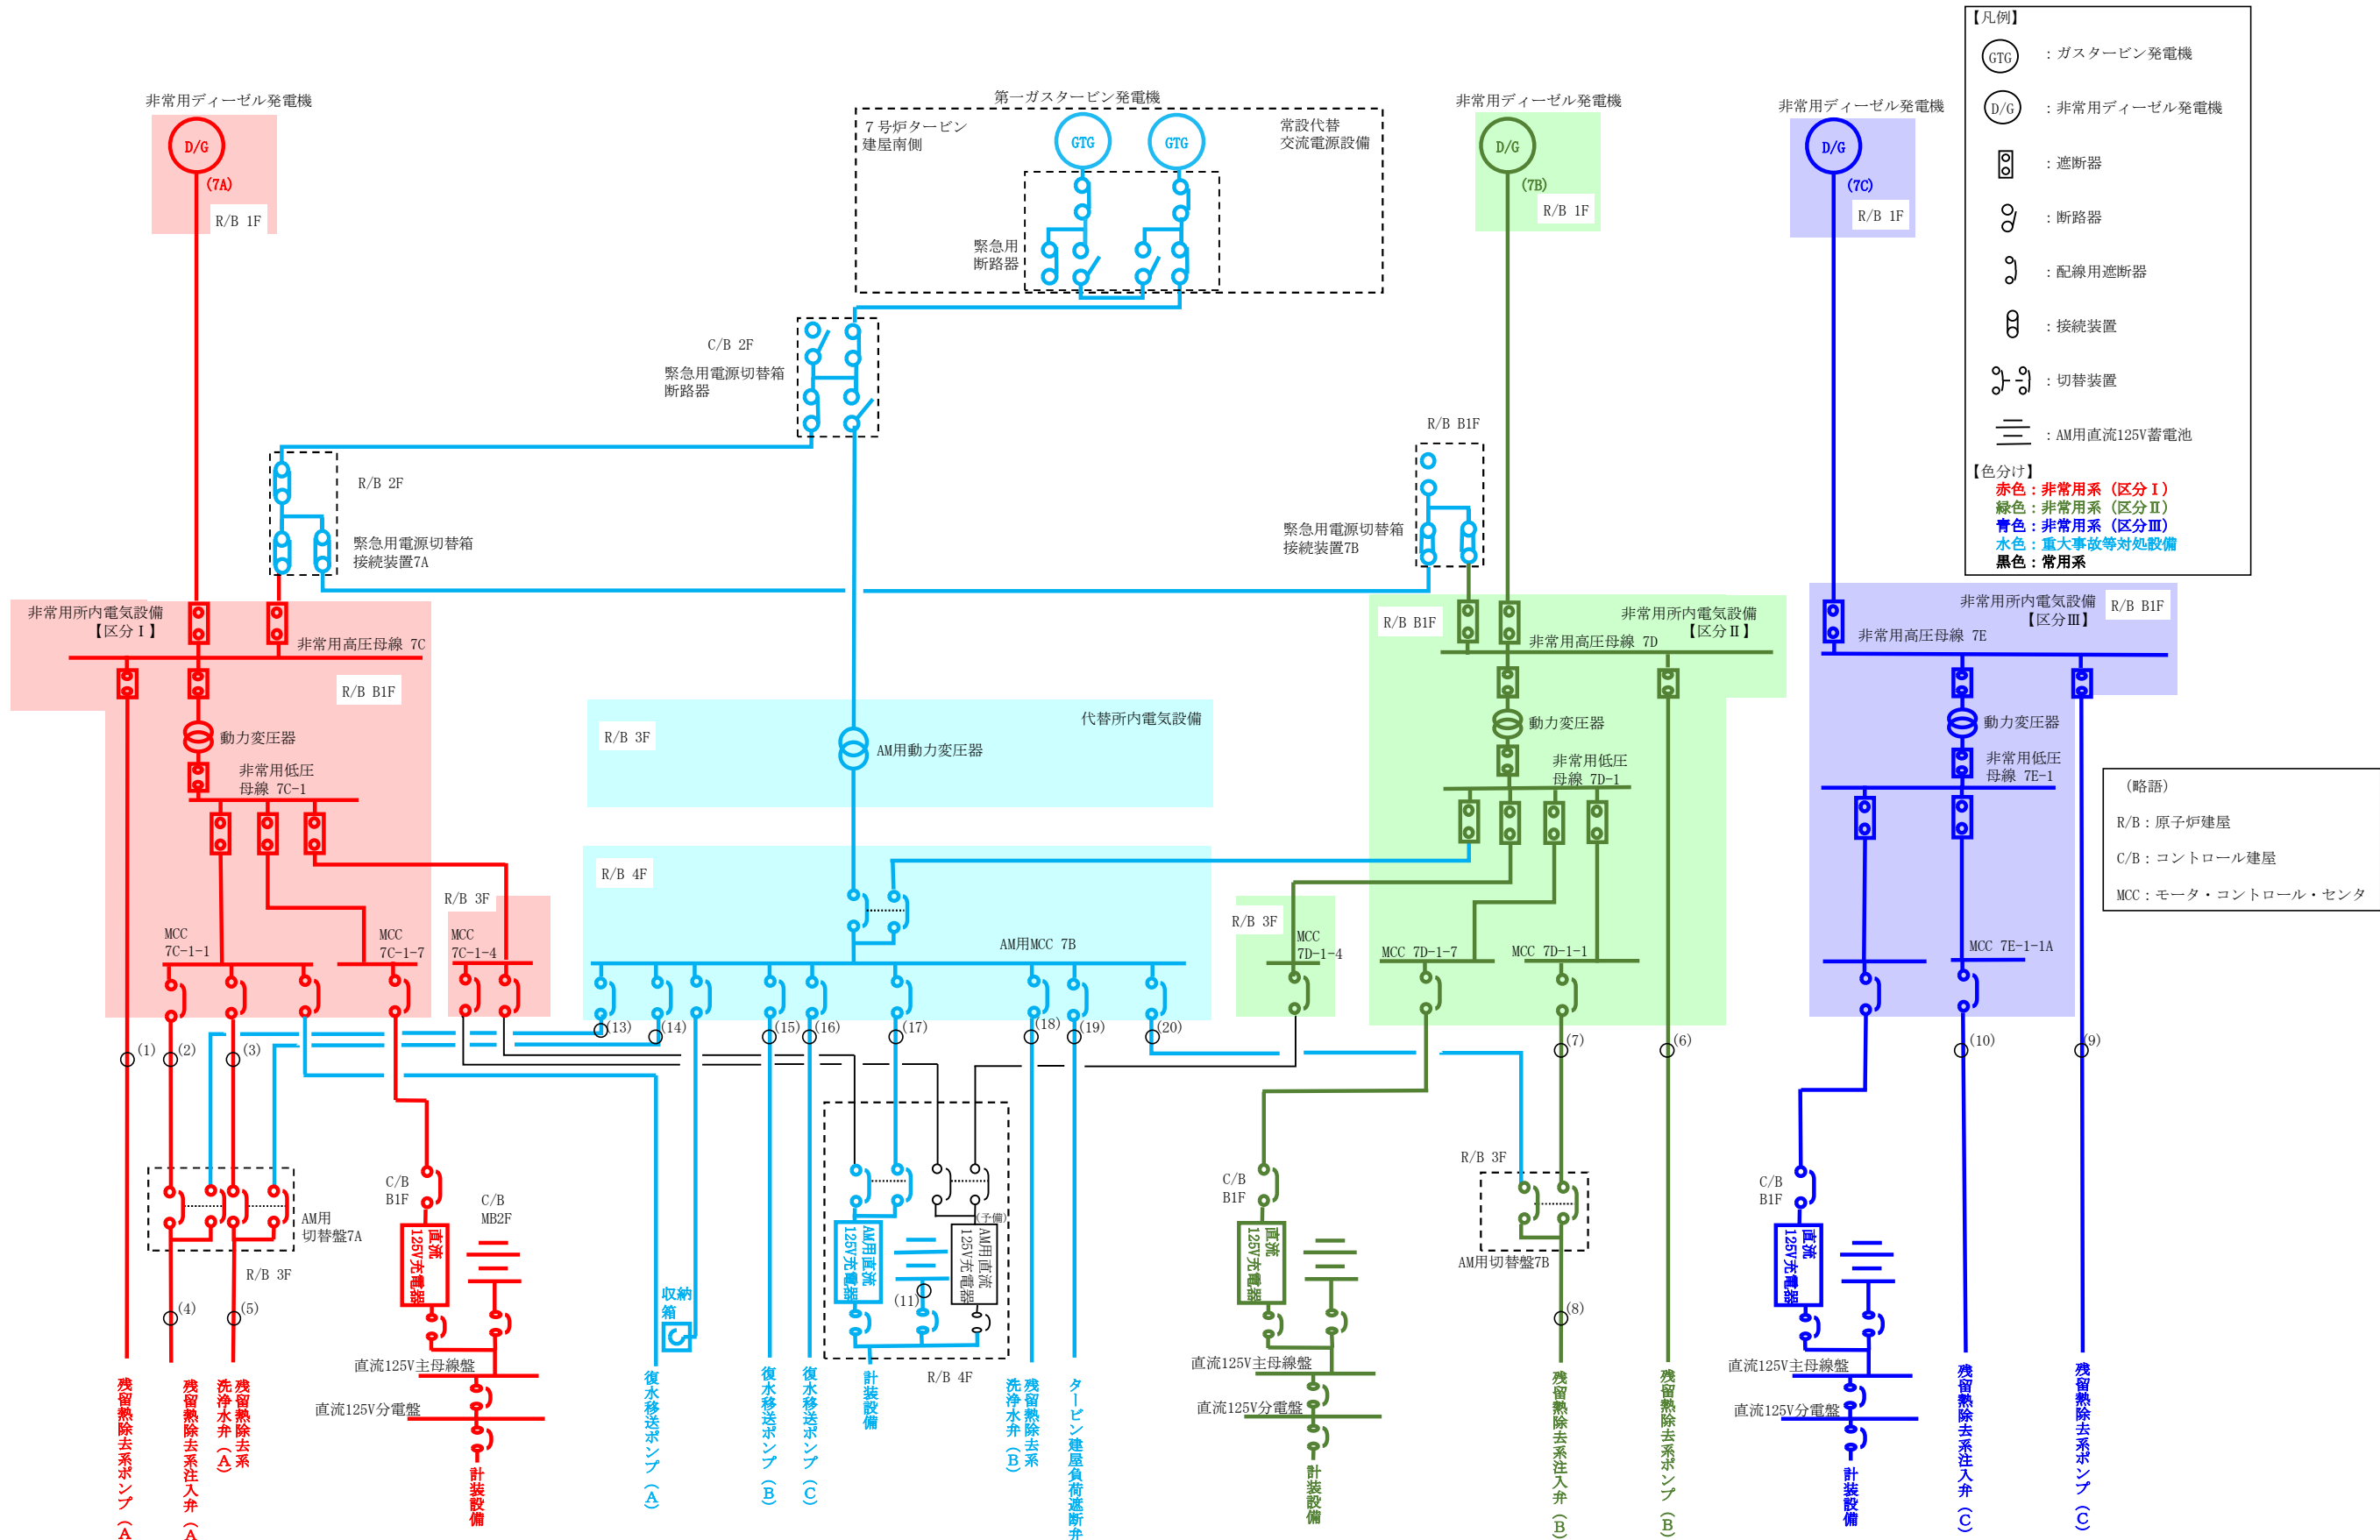 非常用ディーゼル発電機
D/G
(7A)
R/B 1F
第一ガスタービン発電機
7号炉タービン
建屋南側
GTG
GTG
常設代替
交流電源設備
緊急用
断路器
非常用ディーゼル発電機
D/G
(7B)
R/B 1F
非常用ディーゼル発電機
D/G
(7C)
R/B 1F
【凡例】
GTG
：ガスタービン発電機
D/G
：非常用ディーゼル発電機
：遮断器
：断路器
：配線用遮断器
：接続装置
：切替装置
：AM用直流125V蓄電池
【色分け】
赤色：非常用系（区分Ⅰ）
緑色：非常用系（区分Ⅱ）
青色：非常用系（区分Ⅲ）
水色：重大事故等対処設備
黒色：常用系
C/B 2F
緊急用電源切替箱
断路器
R/B 2F
緊急用電源切替箱
接続装置7A
R/B B1F
緊急用電源切替箱
接続装置7B
非常用所内電気設備
【区分Ⅰ】
非常用高圧母線 7C
R/B B1F
動力変圧器
非常用低圧
母線 7C-1
MCC
7C-1-1
MCC
7C-1-7
R/B 3F
MCC
7C-1-4
R/B 3F
代替所内電気設備
AM用動力変圧器
R/B 4F
AM用MCC 7B
R/B B1F
非常用所内電気設備
【区分Ⅱ】
非常用高圧母線 7D
動力変圧器
非常用低圧
母線 7D-1
R/B 3F
MCC
7D-1-4
MCC 7D-1-7
MCC 7D-1-1
非常用所内電気設備
【区分Ⅲ】
R/B B1F
非常用高圧母線 7E
動力変圧器
非常用低圧
母線 7E-1
MCC 7E-1-1A
（略語）
R/B：原子炉建屋
C/B：コントロール建屋
MCC：モータ・コントロール・センタ
(1)
(2)
(3)
(13)
(14)
(15)
(16)
(17)
(18)
(19)
(20)
(7)
(6)
(10)
(9)
AM用
切替盤7A
R/B 3F
(4)
(5)
C/B
B1F
C/B
MB2F
直流
125V充電器
直流125V主母線盤
直流125V分電盤
収納
箱
AM用直流
125V充電器
(11)
(予備)
AM用直流
125V充電器
R/B 4F
C/B
B1F
直流
125V充電器
直流125V主母線盤
直流125V分電盤
R/B 3F
AM用切替盤7B
(8)
C/B
B1F
直流
125V充電器
直流125V主母線盤
直流125V分電盤
残留熱除去系ポンプ（A
残留熱除去系注入弁（A
残留熱除去系
洗浄水弁（A）
計装設備
復水移送ポンプ（A）
復水移送ポンプ（B）
復水移送ポンプ（C）
計装設備
残留熱除去系
洗浄水弁（B）
タービン建屋負荷遮断弁
計装設備
残留熱除去系注入弁（B）
残留熱除去系ポンプ（B）
計装設備
残留熱除去系注入弁（C）
残留熱除去系ポンプ（C）